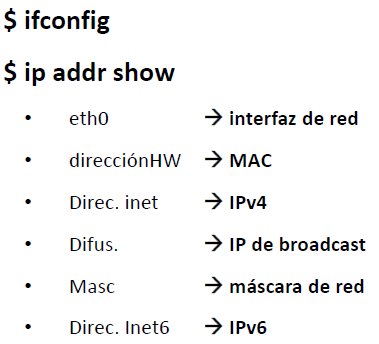 $ ifconfig
$ ip addr show
• eth0 → interfaz de red
• direcciónHW → MAC
• Direc. inet → IPv4
• Difus. → IP de broadcast
• Masc → máscara de red
• Direc. Inet6 → IPv6